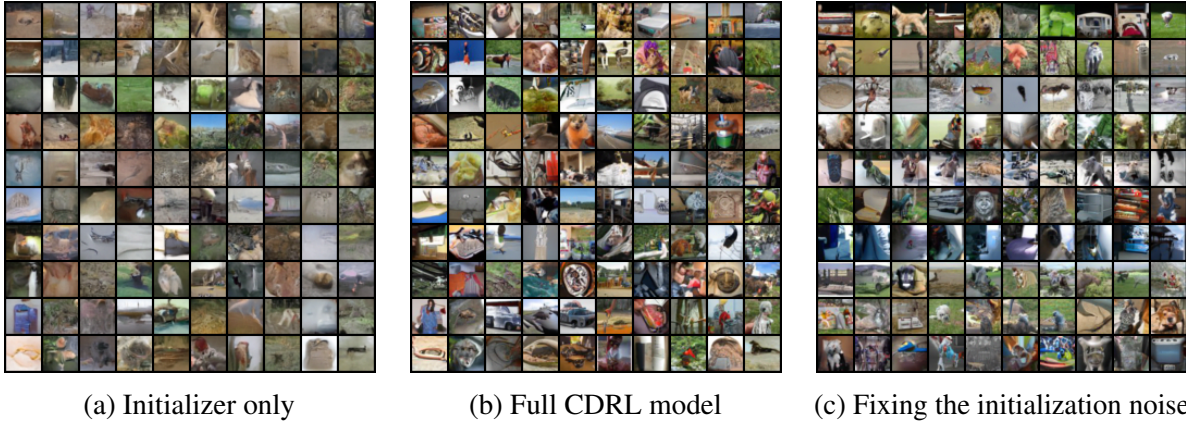 (a) Initializer only
(b) Full CDRL model
(c) Fixing the initialization noise